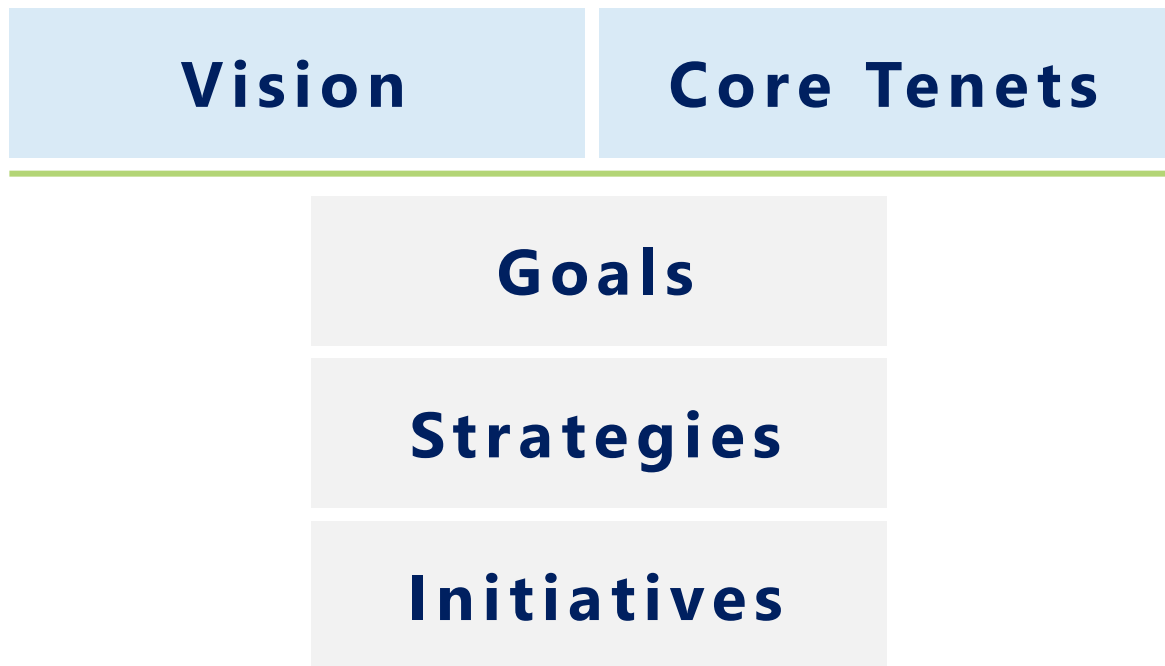 Vision
Core Tenets
Goals
Strategies
Initiatives